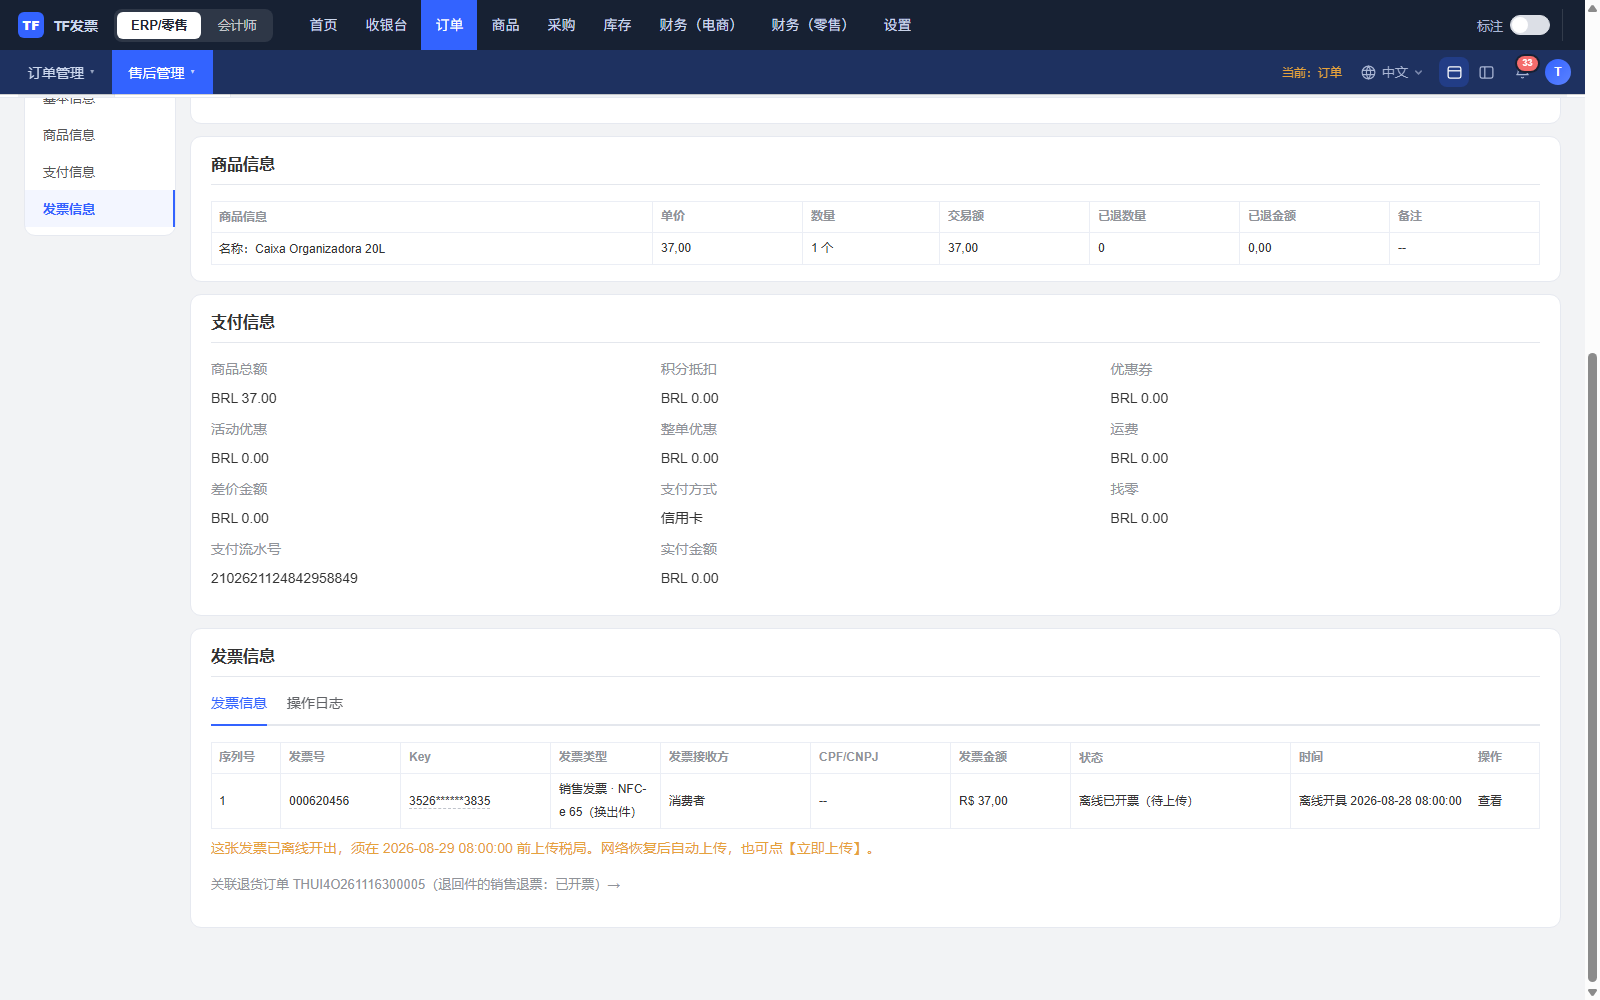 TF TF发票 ERP/零售 会计师 首页 收银台 订单 商品 采购 库存 财务（电商） 财务（零售） 设置 标注
订单管理 售后管理 当前：订单 中文 33 T
基本信息
商品信息
支付信息
发票信息
商品信息
商品信息 单价 数量 交易额 已退数量 已退金额 备注
名称：Caixa Organizadora 20L 37,00 1 个 37,00 0 0,00 --
支付信息
商品总额 积分抵扣 优惠券
BRL 37.00 BRL 0.00 BRL 0.00
活动优惠 整单优惠 运费
BRL 0.00 BRL 0.00 BRL 0.00
差价金额 支付方式 找零
BRL 0.00 信用卡 BRL 0.00
支付流水号 实付金额
2102621124842958849 BRL 0.00
发票信息
发票信息 操作日志
序列号 发票号 Key 发票类型 发票接收方 CPF/CNPJ 发票金额 状态 时间 操作
1 000620456 3526******3835 销售发票 · NFC-e 65（换出件） 消费者 -- R$ 37,00 离线已开票（待上传） 离线开具 2026-08-28 08:00:00 查看
这张发票已离线开出，须在 2026-08-29 08:00:00 前上传税局。网络恢复后自动上传，也可点【立即上传】。
关联退货订单 THUI4O261116300005（退回件的销售退票：已开票）→